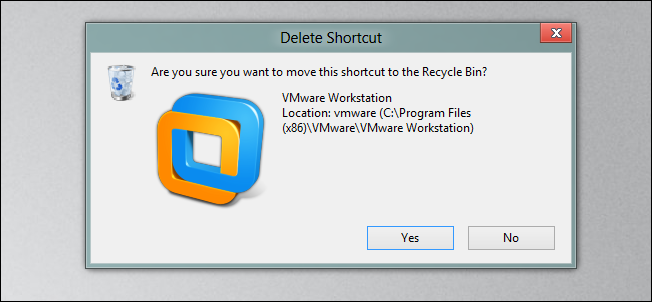 Delete Shortcut
Are you sure you want to move this shortcut to the Recycle Bin?
VMware Workstation
Location: vmware (C:\Program Files
(x86)\VMware\VMware Workstation)
Yes
No